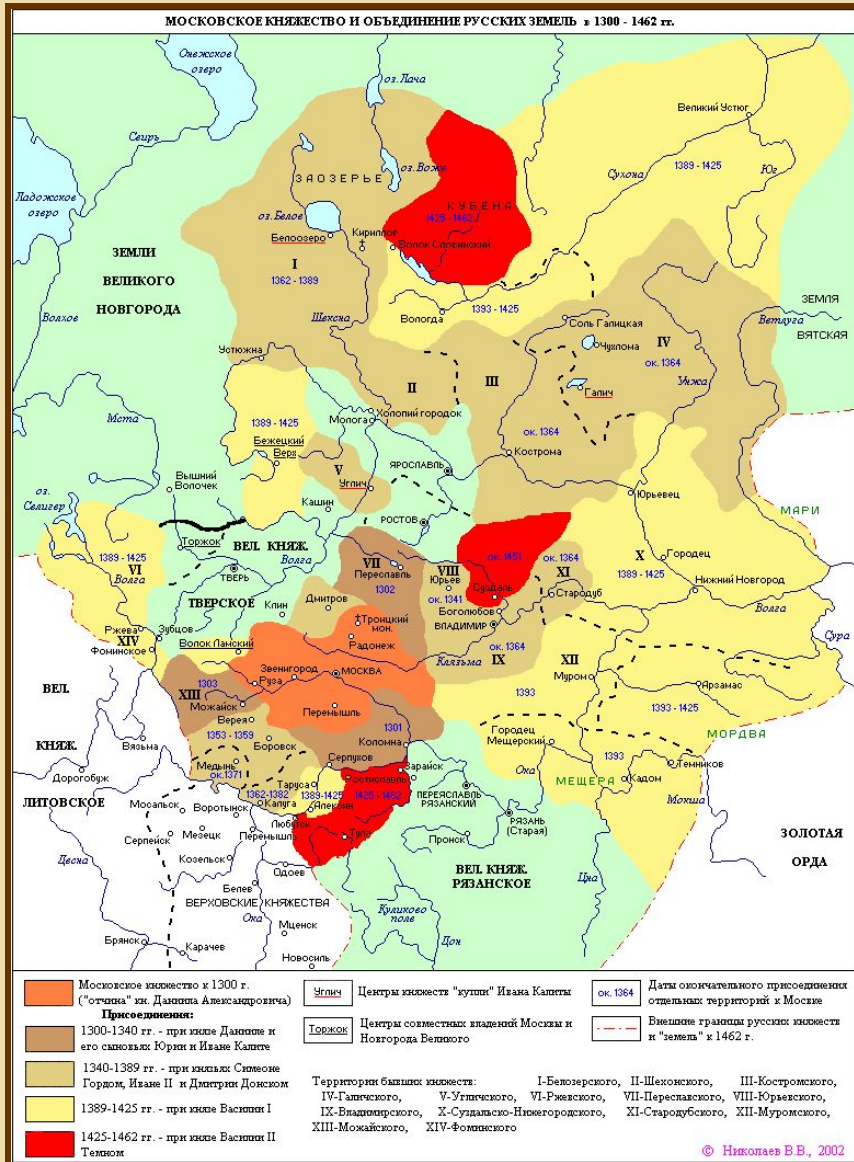 МОСКОВСКОЕ КНЯЖЕСТВО И ОБЪЕДИНЕНИЕ РУССКИХ ЗЕМЕЛЬ в 1300 - 1462 гг.
Онежское
озеро
оз. Лача
Великий Устюг
Свирь
Сухона
1389 - 1425
Юг
Ладожское
озеро
ЗАОЗЕРЬЕ
оз. Воже
КУБЕНА
1425 - 1462
оз. Белое
Кириллов
Белоозеро
Волок Словинский
ЗЕМЛИ
ВЕЛИКОГО
НОВГОРОДА
I
1362 - 1389
Волхов
Шексна
1393 - 1425
Вологда
ЗЕМЛЯ
ВЯТСКАЯ
Ветлуга
Соль Галицкая
Чухлома
IV
ок. 1364
Унжа
Устюжна
II
III
Галич
Мста
1389 - 1425
Бежецкий
Верх
Молога
Холопий городок
ок. 1364
Кострома
V
Углич
ЯРОСЛАВЛЬ
Вышний
Волочек
Кашин
РОСТОВ
Юрьевец
МАРИ
оз.
Селигер
Торжок
ВЕЛ. КНЯЖ.
Волга
ТВЕРСКОЕ
ТВЕРЬ
1389 - 1425
VI
Волга
VII
Переславль
1302
VIII
Юрьев
ок. 1341
ок. 1451
Суздаль
ок. 1364
XI
Стародуб
X
1389 - 1425
Городец
Нижний Новгород
Волга
Сура
Боголюбов
ВЛАДИМИР
Клин
Дмитров
Троицкий
мон.
Радонеж
Ржева
Зубцов
XIV
Фоминское
Волок Ламский
ок. 1364
Клязьма
IX
XII
Муром
1303
Звенигород
Руза
МОСКВА
XIII
Можайск
Перемышль
1393
Арзамас
1393 - 1425
МОРДВА
ВЕЛ.
КНЯЖ.
ЛИТОВСКОЕ
Вязьма
Дорогобуж
Верея
1353 - 1359
Боровск
1301
Коломна
Серпухов
Городец
Мещерский
Ока
1393
Темников
Кадом
МЕЩЕРА
Мокша
Медынь
ок. 1371
1362-1382
Калуга
Таруса
1389-1425
Алексин
Ростиславль
1425 - 1462
Зарайск
ПЕРЕЯСЛАВЛЬ
РЯЗАНСКИЙ
РЯЗАНЬ
(Старая)
Пронск
Мосальск
Воротынск
Серпейск
Мезецк
Перемышль
Любутск
Тула
Козельск
Одоев
Десна
Белев
ВЕРХОВСКИЕ КНЯЖЕСТВА
Ока
Мценск
Брянск
Карачев
Новосиль
Куликово
поле
Дон
ВЕЛ. КНЯЖ.
РЯЗАНСКОЕ
Цна
ЗОЛОТАЯ
ОРДА
Московское княжество к 1300 г.
("отчина" кн. Даниила Александровича)
Присоединения:
1300-1340 гг. - при князе Данииле и
его сыновьях Юрии и Иване Калите
1340-1389 гг. - при князьях Симеоне
Гордом, Иване II и Дмитрии Донском
1389-1425 гг. - при князе Василии I
1425-1462 гг. - при князе Василии II
Темном
Углич
Центры княжеств "купли" Ивана Калиты
Торжок
Центры совместных владений Москвы и
Новгорода Великого
ок. 1364
Даты окончательного присоединения
отдельных территорий к Москве
Внешние границы русских княжеств
и "земель" к 1462 г.
Территории бывших княжеств: I-Белозерского, II-Шехонского, III-Костромского,
IV-Галичского, V-Угличского, VI-Ржевского, VII-Переславского, VIII-Юрьевского,
IX-Владимирского, X-Суздальско-Нижегородского, XI-Стародубского, XII-Муромского,
XIII-Можайского, XIV-Фоминского
© Николаев В.В., 2002